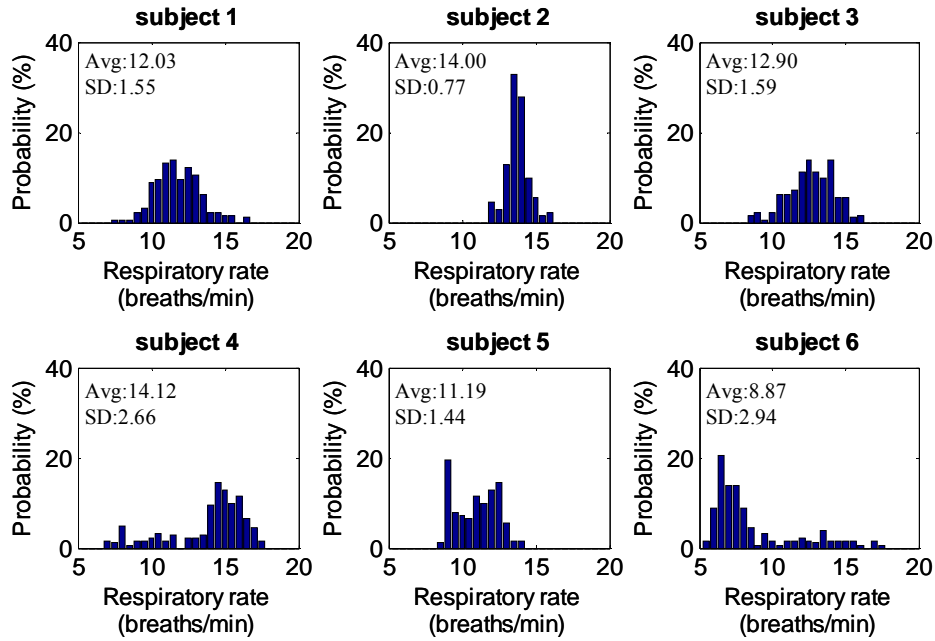 subject 1
Avg:12.03
SD:1.55
40
20
0
5 10 15 20
Probability (%)
Respiratory rate
(breaths/min)
subject 2
Avg:14.00
SD:0.77
40
20
0
5 10 15 20
Probability (%)
Respiratory rate
(breaths/min)
subject 3
Avg:12.90
SD:1.59
40
20
0
5 10 15 20
Probability (%)
Respiratory rate
(breaths/min)
subject 4
Avg:14.12
SD:2.66
40
20
0
5 10 15 20
Probability (%)
Respiratory rate
(breaths/min)
subject 5
Avg:11.19
SD:1.44
40
20
0
5 10 15 20
Probability (%)
Respiratory rate
(breaths/min)
subject 6
Avg:8.87
SD:2.94
40
20
0
5 10 15 20
Probability (%)
Respiratory rate
(breaths/min)